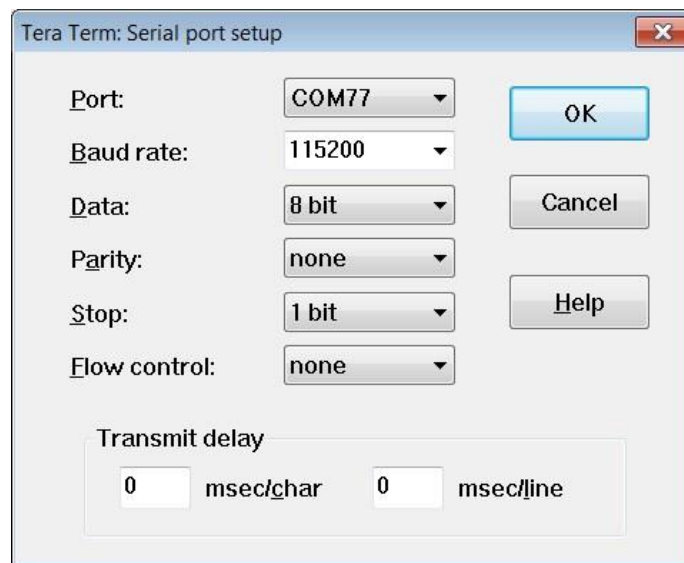 Tera Term: Serial port setup
Port: COM77
OK
Baud rate: 115200
Data: 8 bit
Cancel
Parity: none
Stop: 1 bit
Help
Flow control: none
Transmit delay
0 msec/char 0 msec/line